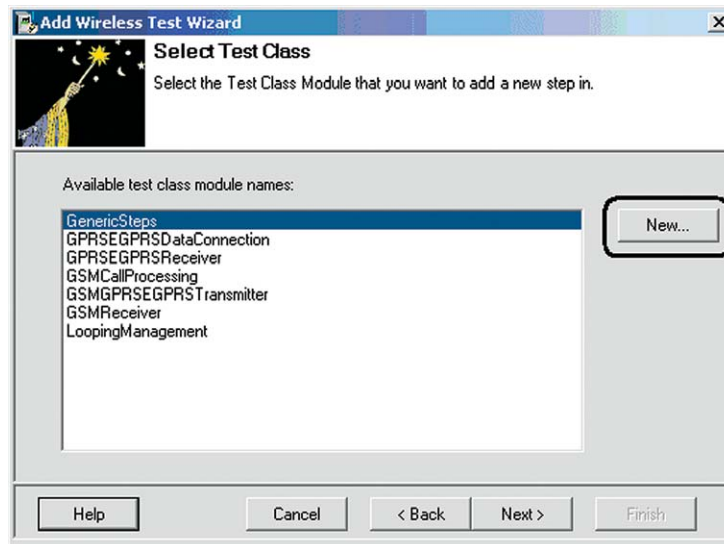 Add Wireless Test Wizard
Select Test Class
Select the Test Class Module that you want to add a new step in.
Available test class module names:
GenericSteps
GPRSEGPRSDataConnection
GPRSEGPRSReceiver
GSMCallProcessing
GSMGPRSEGPRSTransmitter
GSMReceiver
LoopingManagement
New...
Help
Cancel
< Back
Next >
Finish